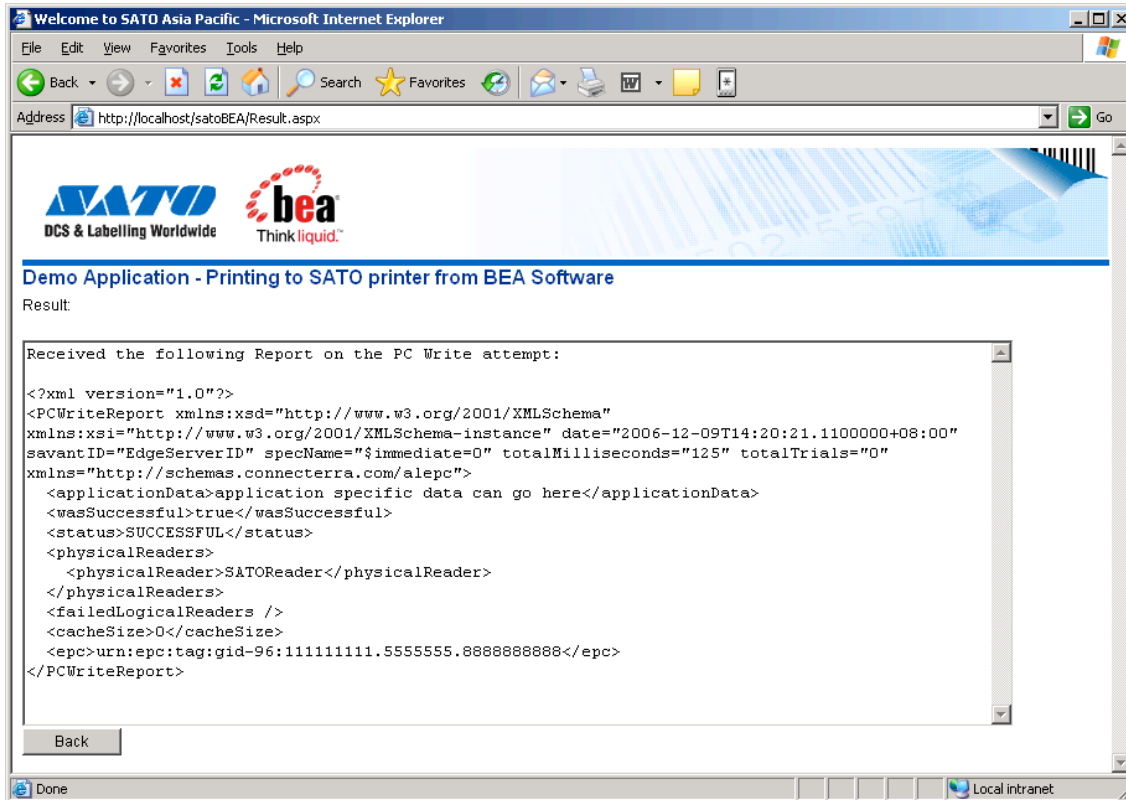 Welcome to SATO Asia Pacific - Microsoft Internet Explorer
File Edit View Favorites Tools Help
Back Search Favorites
Address http://localhost/satoBEA/Result.aspx Go
SATO
DCS & Labelling Worldwide
bea
Think liquid.™
Demo Application - Printing to SATO printer from BEA Software
Result:
Received the following Report on the PC Write attempt:
<?xml version="1.0"?>
<PCWriteReport xmlns:xsd="http://www.w3.org/2001/XMLSchema"
xmlns:xsi="http://www.w3.org/2001/XMLSchema-instance" date="2006-12-09T14:20:21.1100000+08:00"
savantID="EdgeServerID" specName="$immediate=0" totalMilliseconds="125" totalTrials="0"
xmlns="http://schemas.connecterra.com/alepc">
<applicationData>application specific data can go here</applicationData>
<wasSuccessful>true</wasSuccessful>
<status>SUCCESSFUL</status>
<physicalReaders>
<physicalReader>SATOReader</physicalReader>
</physicalReaders>
<failedLogicalReaders />
<cacheSize>0</cacheSize>
<epc>urn:epc:tag:gid-96:111111111.5555555.8888888888</epc>
</PCWriteReport>
Back
Done Local intranet